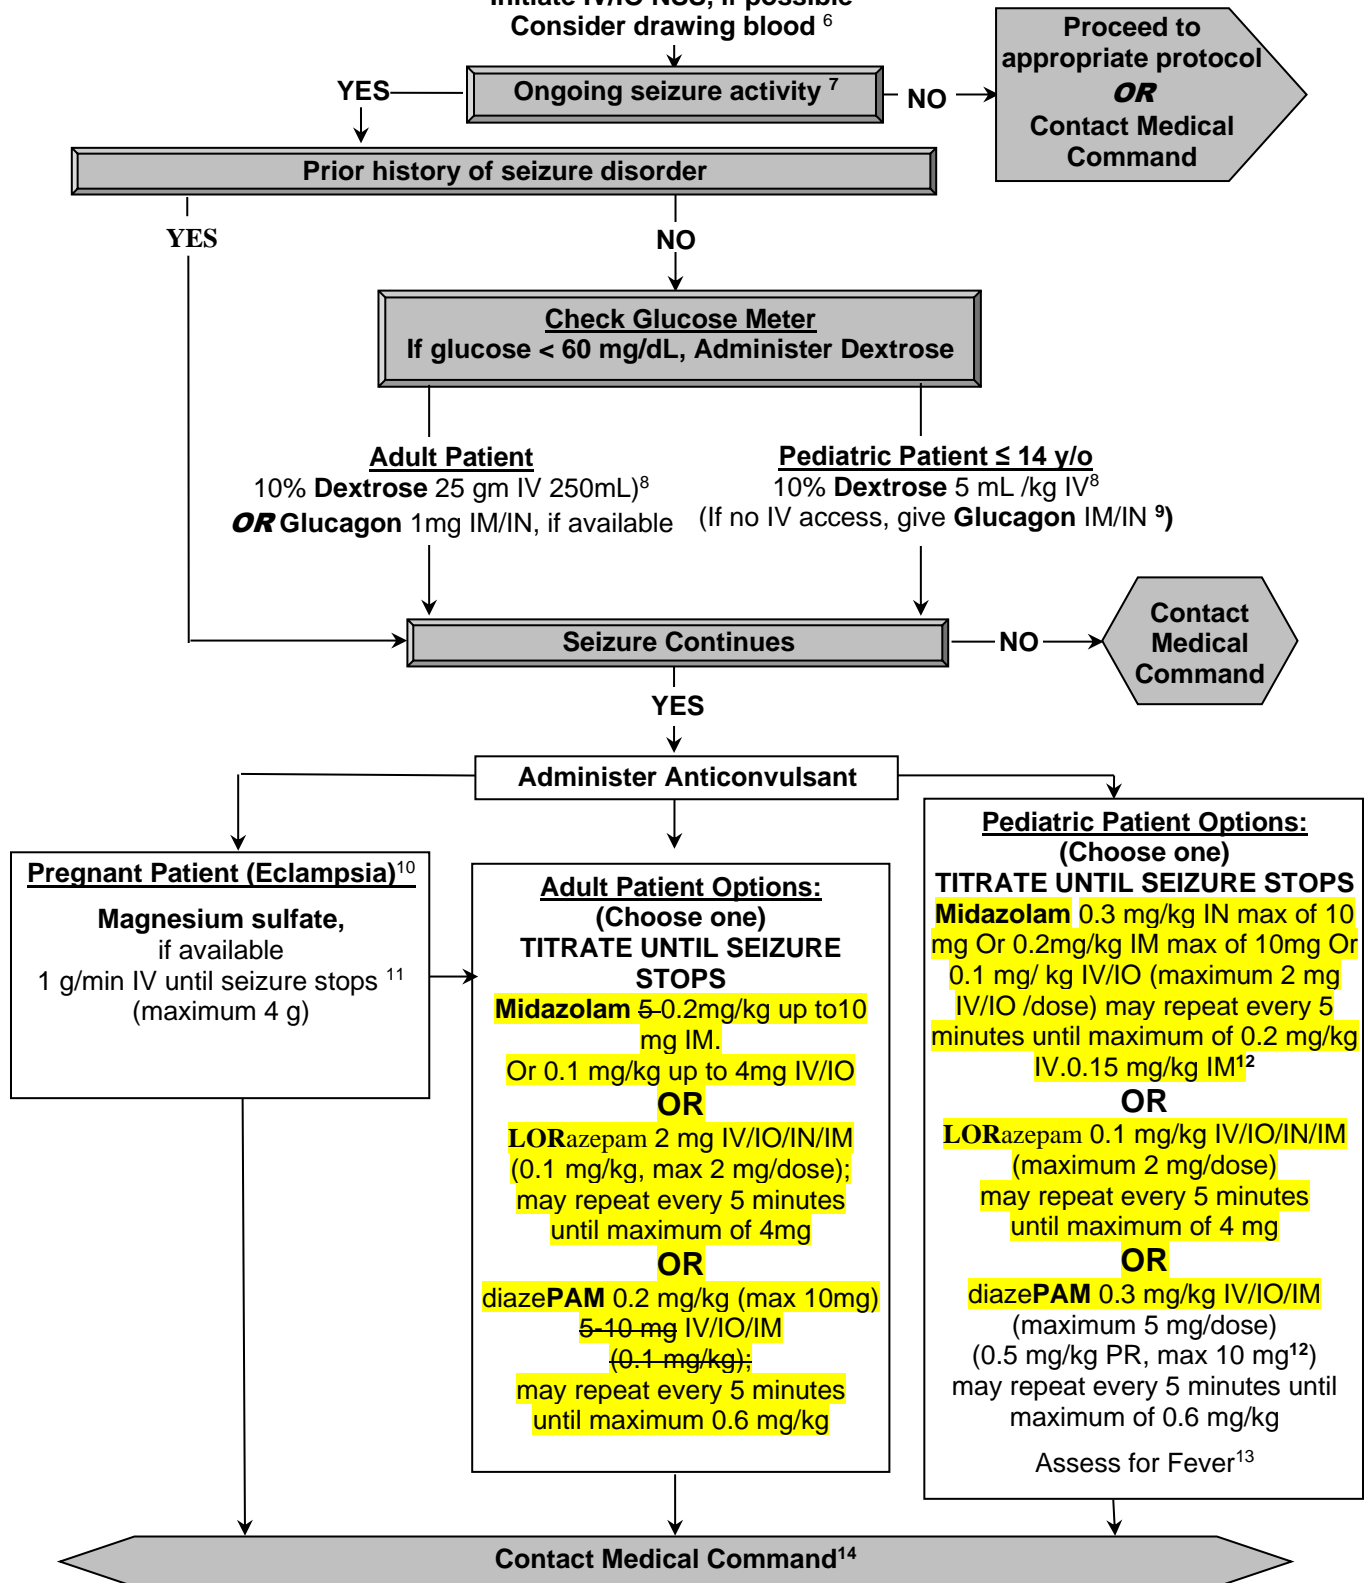 Initiate IV/IO NSS, if possible
Consider drawing blood 6
Proceed to
appropriate protocol
OR
Contact Medical
Command
Ongoing seizure activity 7
YES
NO
Prior history of seizure disorder
YES
NO
Check Glucose Meter
If glucose < 60 mg/dL, Administer Dextrose
Adult Patient
10% Dextrose 25 gm IV 250mL)8
OR Glucagon 1mg IM/IN, if available
Pediatric Patient ≤ 14 y/o
10% Dextrose 5 mL /kg IV8
(If no IV access, give Glucagon IM/IN 9)
Seizure Continues
NO
Contact
Medical
Command
YES
Administer Anticonvulsant
Pregnant Patient (Eclampsia)10
Magnesium sulfate,
if available
1 g/min IV until seizure stops 11
(maximum 4 g)
Adult Patient Options:
(Choose one)
TITRATE UNTIL SEIZURE
STOPS
Midazolam 5-0.2mg/kg up to10
mg IM.
Or 0.1 mg/kg up to 4mg IV/IO
OR
LORazepam 2 mg IV/IO/IN/IM
(0.1 mg/kg, max 2 mg/dose);
may repeat every 5 minutes
until maximum of 4mg
OR
diazePAM 0.2 mg/kg (max 10mg)
5-10 mg IV/IO/IM
(0.1 mg/kg);
may repeat every 5 minutes
until maximum 0.6 mg/kg
Pediatric Patient Options:
(Choose one)
TITRATE UNTIL SEIZURE STOPS
Midazolam 0.3 mg/kg IN max of 10
mg Or 0.2mg/kg IM max of 10mg Or
0.1 mg/ kg IV/IO (maximum 2 mg
IV/IO /dose) may repeat every 5
minutes until maximum of 0.2 mg/kg
IV.0.15 mg/kg IM12
OR
LORazepam 0.1 mg/kg IV/IO/IN/IM
(maximum 2 mg/dose)
may repeat every 5 minutes
until maximum of 4 mg
OR
diazePAM 0.3 mg/kg IV/IO/IM
(maximum 5 mg/dose)
(0.5 mg/kg PR, max 10 mg12)
may repeat every 5 minutes until
maximum of 0.6 mg/kg
Assess for Fever13
Contact Medical Command14